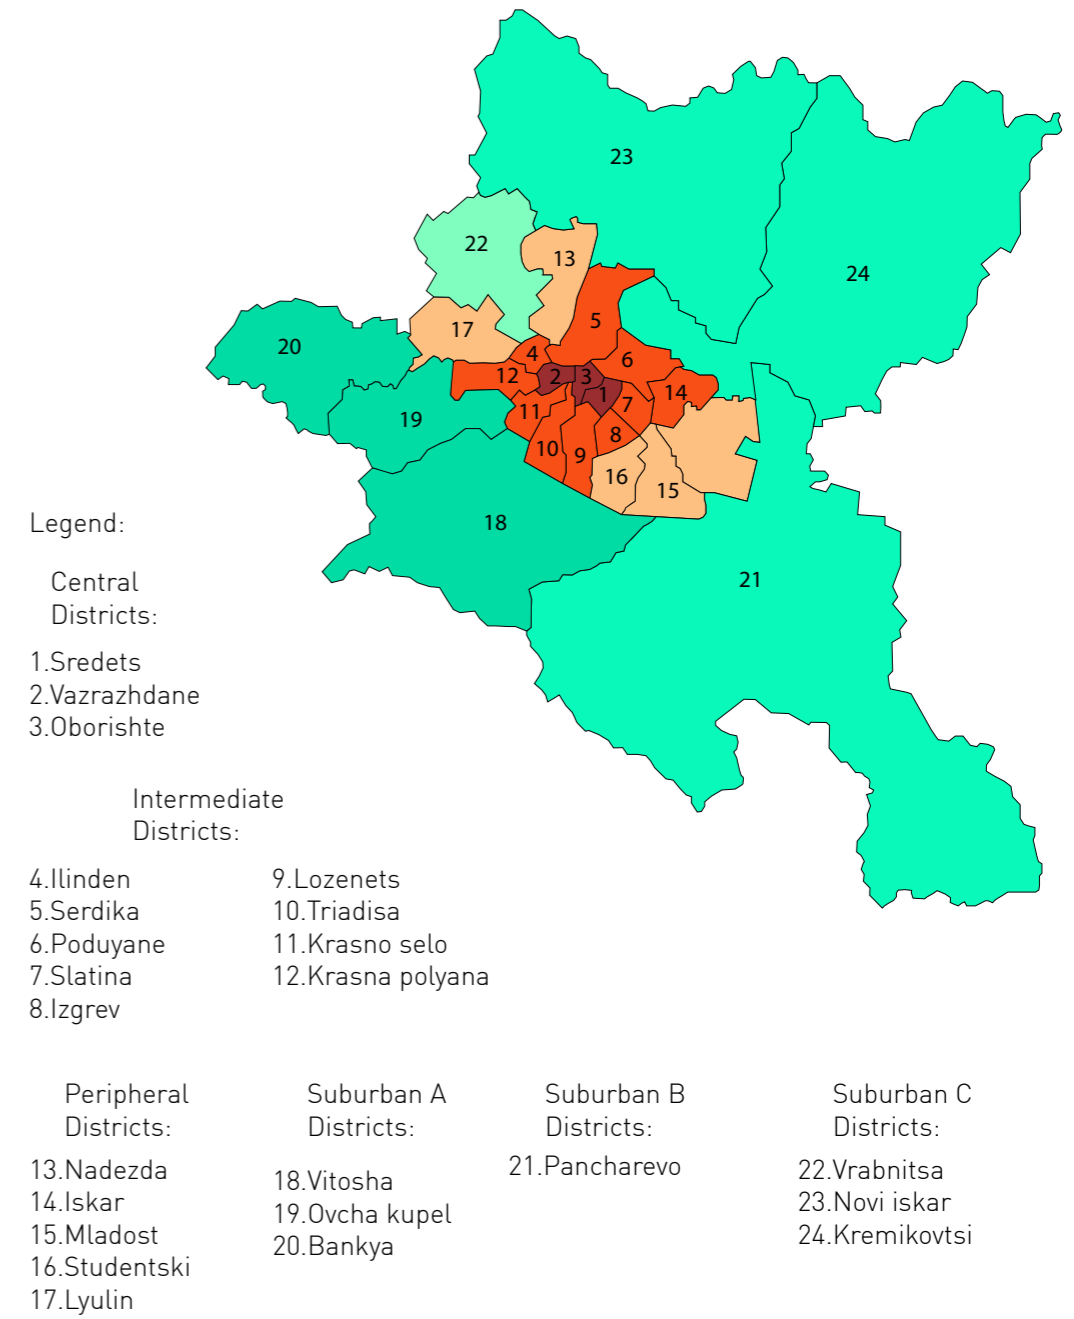 23
22
13
24
5
17
20
4
6
12
2
3
14
1
7
19
11
8
10
9
16
15
18
21
Legend:
Central
Districts:
1.Sredets
2.Vazrazhdane
3.Oborishte
Intermediate
Districts:
4.Ilinden
5.Serdika
6.Poduyane
7.Slatina
8.Izgrev
9.Lozenets
10.Triadisa
11.Krasno selo
12.Krasna polyana
Peripheral
Districts:
13.Nadezda
14.Iskar
15.Mladost
16.Studentski
17.Lyulin
Suburban A
Districts:
18.Vitosha
19.Ovcha kupel
20.Bankya
Suburban B
Districts:
21.Pancharevo
Suburban C
Districts:
22.Vrabnitsa
23.Novi iskar
24.Kremikovtsi